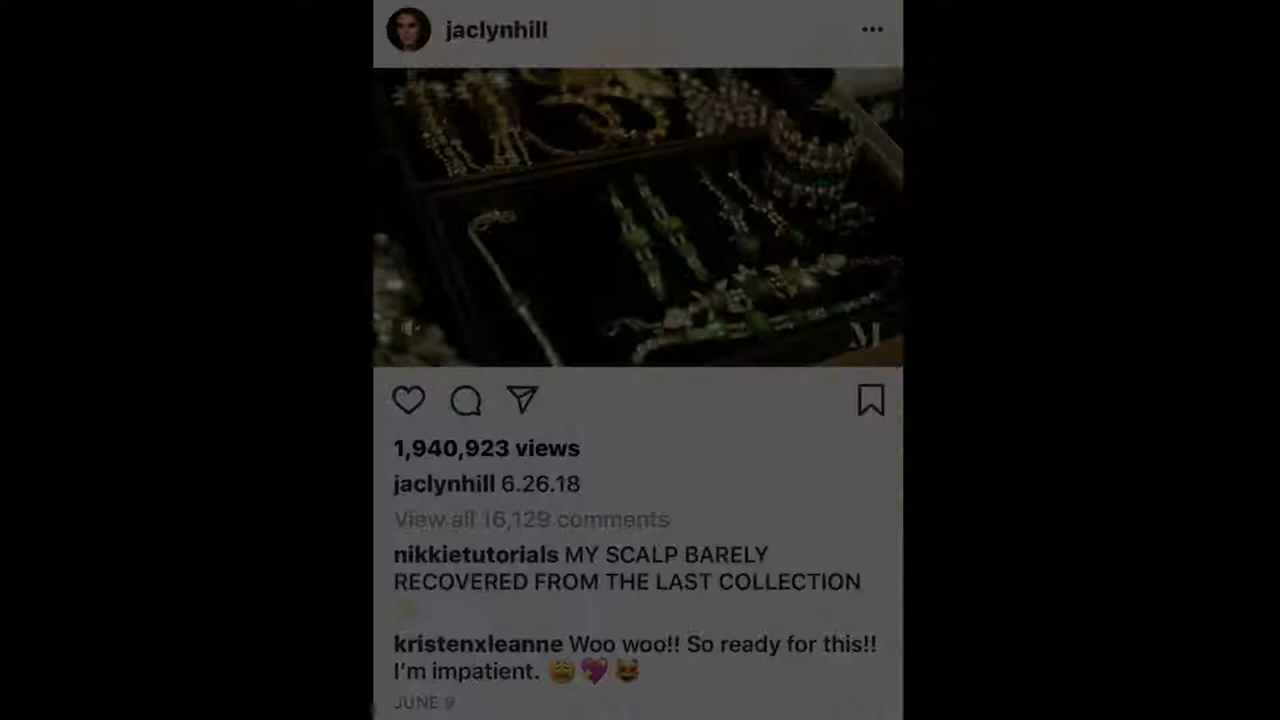 jaclynhill
M
1,940,923 views
jaclynhill 6.26.18
View all 16,129 comments
nikkietutorials MY SCALP BARELY
RECOVERED FROM THE LAST COLLECTION
kristenxleanne Woo woo!! So ready for this!!
I'm impatient. 😩💖😻
JUNE 9